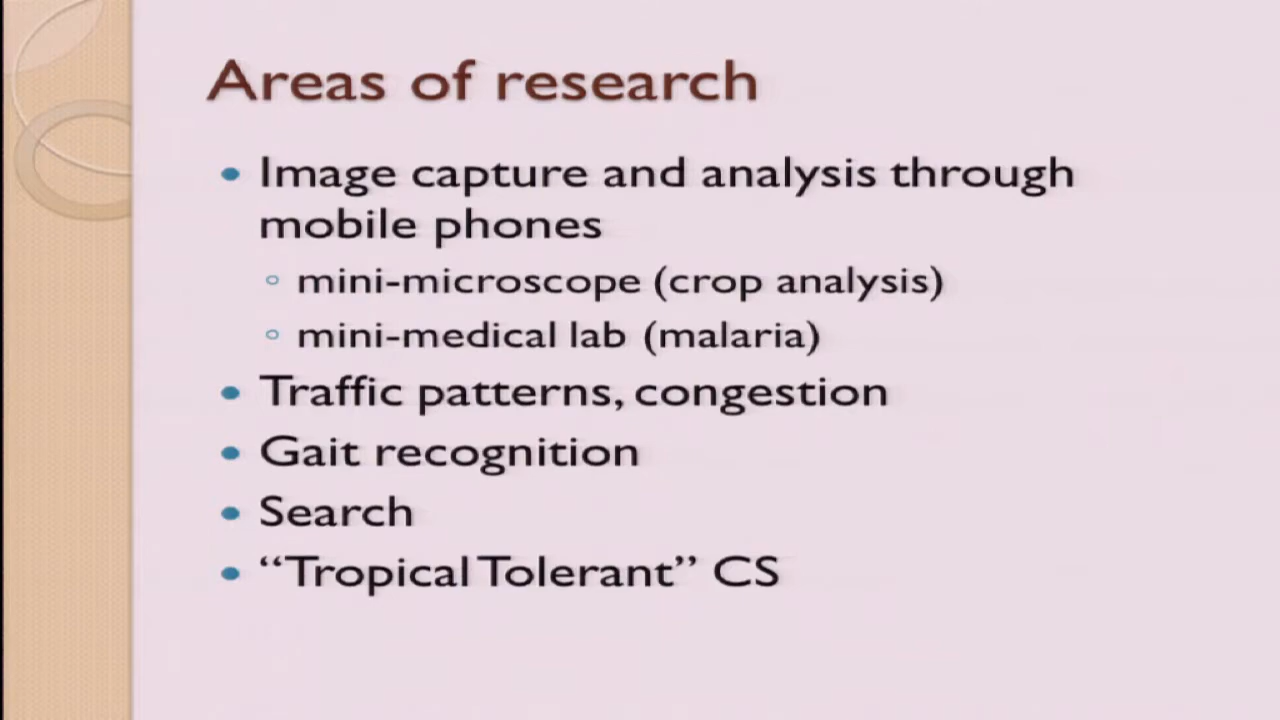 Areas of research
• Image capture and analysis through
mobile phones
◦ mini-microscope (crop analysis)
◦ mini-medical lab (malaria)
• Traffic patterns, congestion
• Gait recognition
• Search
• “Tropical Tolerant” CS